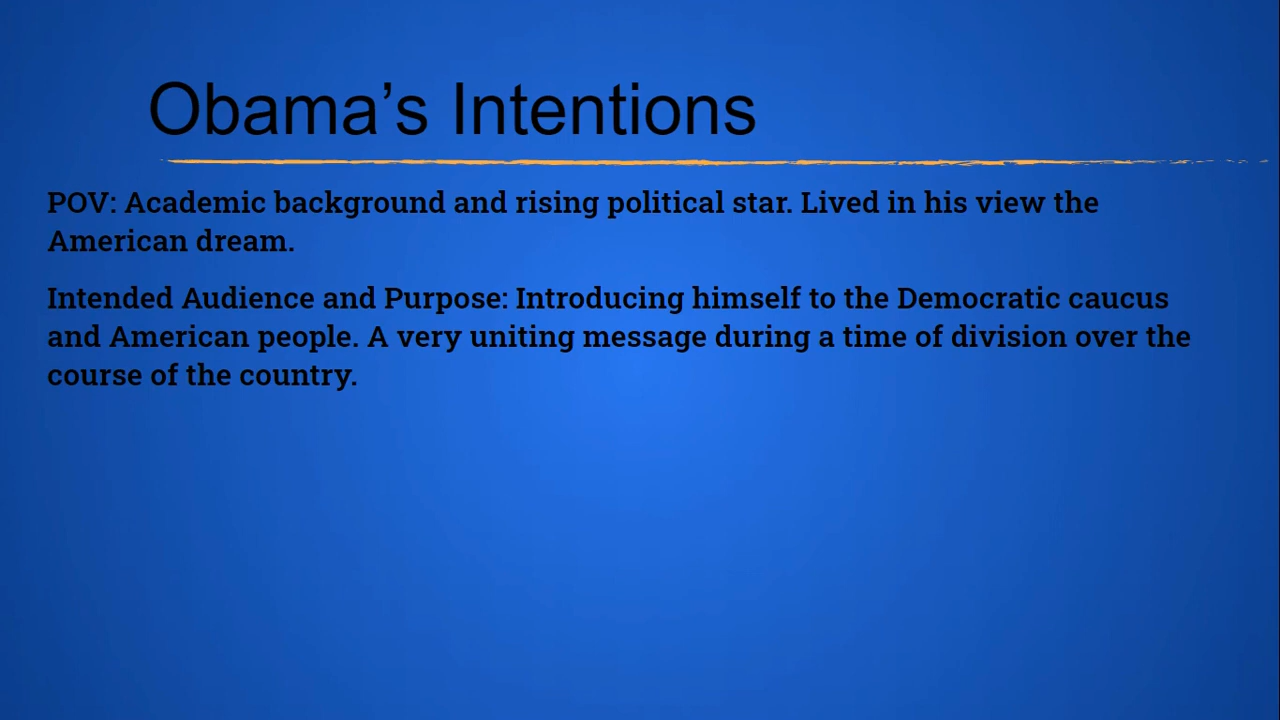 Obama’s Intentions
POV: Academic background and rising political star. Lived in his view the
American dream.
Intended Audience and Purpose: Introducing himself to the Democratic caucus
and American people. A very uniting message during a time of division over the
course of the country.